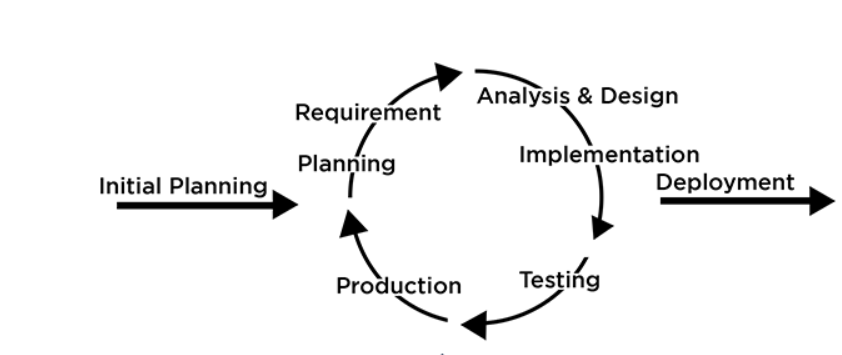 Requirement
Analysis & Design
Planning
Implementation
Initial Planning
Deployment
Production
Testing